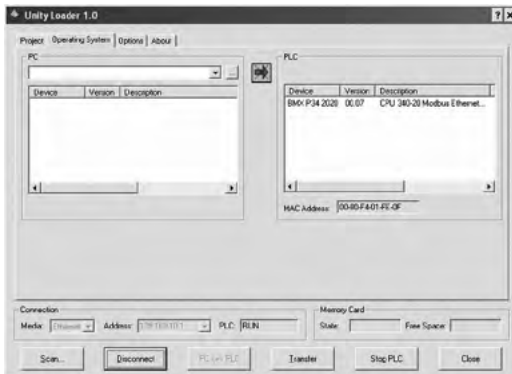 Unity Loader 1.0
Project Operating System Options About
PC
PLC
...
Device Version Description
Device Version Description
BMX P34 2020 00.07 CPU 340-20 Modbus Ethernet...
MAC Address: 00-80-F4-01-FE-0F
Connection
Memory Card
Media: Ethernet Address: PLC: RUN
State: Free Space:
Scan... Disconnect PC <-> PLC Transfer Stop PLC Close